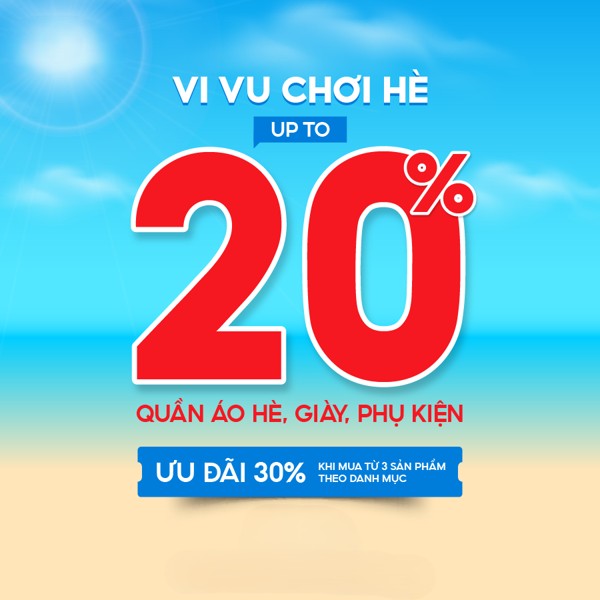 VI VU CHƠI HÈ
UP TO
20%
QUẦN ÁO HÈ, GIÀY, PHỤ KIỆN
ƯU ĐÃI 30%
KHI MUA TỪ 3 SẢN PHẨM
THEO DANH MỤC